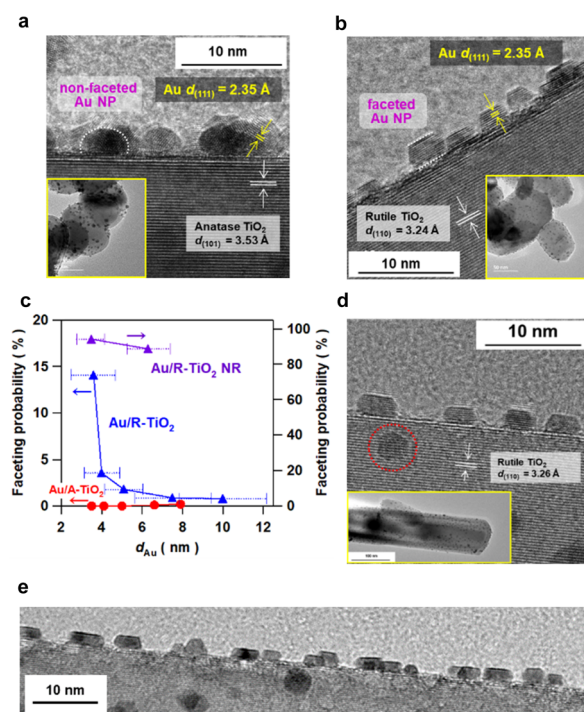 a
10 nm
non-faceted
Au NP
Au d(111) = 2.35 Å
Anatase TiO2
d(101) = 3.53 Å
b
Au d(111) = 2.35 Å
faceted
Au NP
Rutile TiO2
d(110) = 3.24 Å
10 nm
c
Faceting probability ( % )
20
15
10
5
0
100
80
60
40
20
0
Faceting probability ( % )
Au/R-TiO2 NR
Au/R-TiO2
Au/A-TiO2
2 4 6 8 10 12
dAu ( nm )
d
10 nm
Rutile TiO2
d(110) = 3.26 Å
e
10 nm